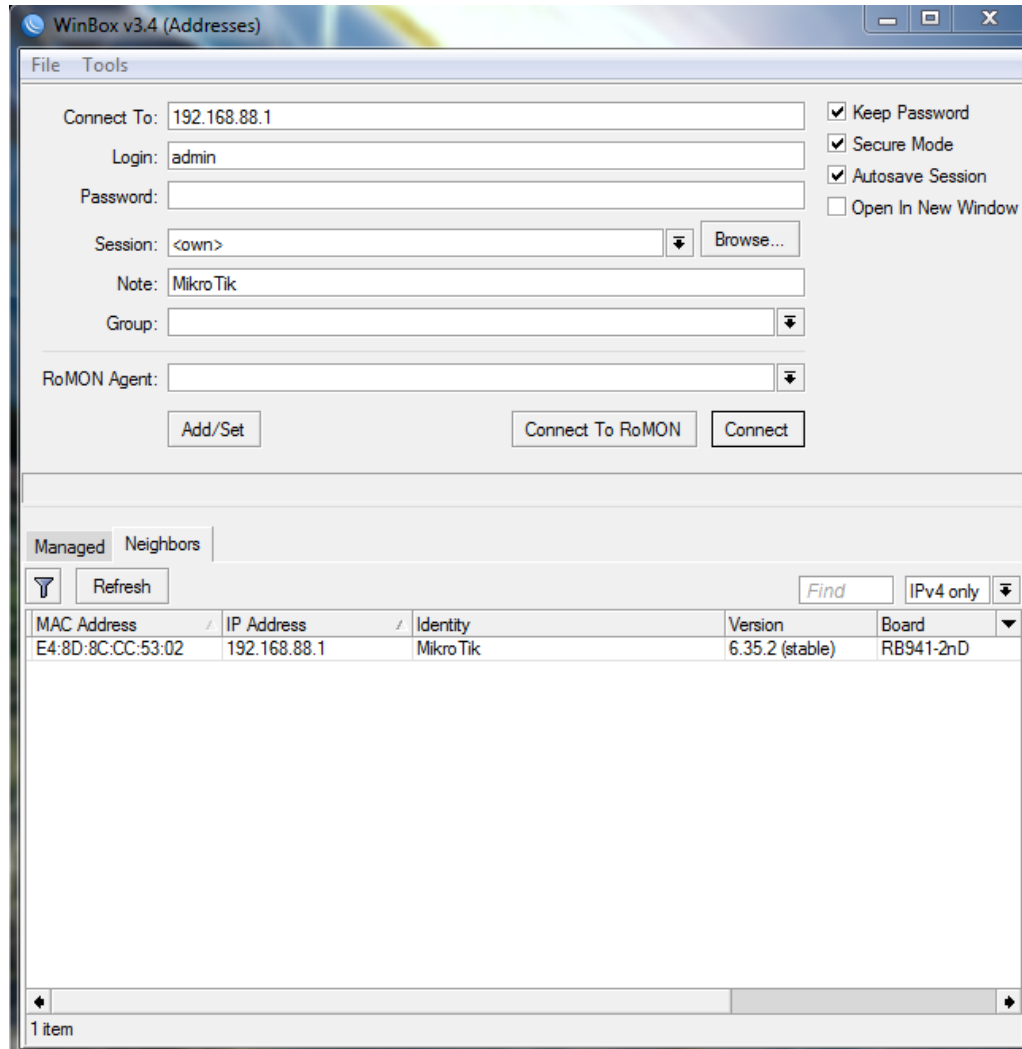 WinBox v3.4 (Addresses)
File Tools
Connect To: 192.168.88.1
Keep Password
Login: admin
Secure Mode
Password:
Autosave Session
Open In New Window
Session: <own>
Browse...
Note: MikroTik
Group:
RoMON Agent:
Add/Set Connect To RoMON Connect
Managed Neighbors
Refresh Find IPv4 only
MAC Address IP Address Identity Version Board
E4:8D:8C:CC:53:02 192.168.88.1 MikroTik 6.35.2 (stable) RB941-2nD
1 item